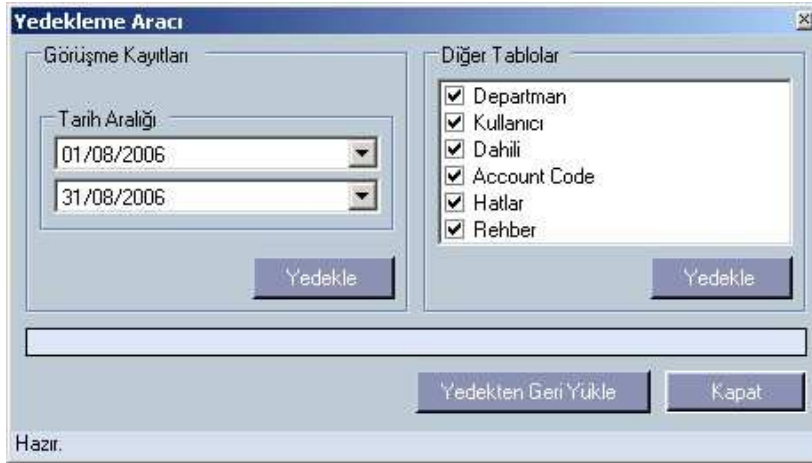 Yedekleme Aracı
Görüşme Kayıtları
Tarih Aralığı
01/08/2006
31/08/2006
Yedekle
Diğer Tablolar
Departman
Kullanıcı
Dahili
Account Code
Hatlar
Rehber
Yedekle
Yedekten Geri Yükle
Kapat
Hazır.